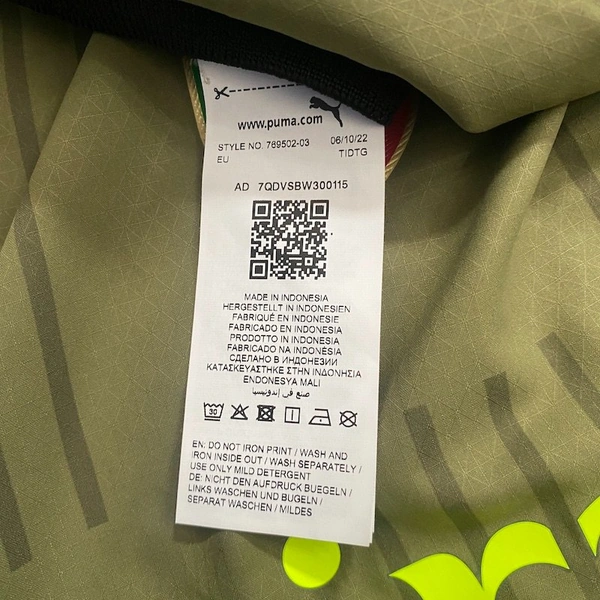 www.puma.com
STYLE NO. 769502-03 06/10/22
EU TIDTG
AD 7QDVSBW300115
MADE IN INDONESIA
HERGESTELLT IN INDONESIEN
FABRIQUÉ EN INDONESIE
FABRICADO EN INDONESIA
PRODOTTO IN INDONESIA
FABRICADO NA INDONÉSIA
СДЕЛАНО В ИНДОНЕЗИИ
ΚΑΤΑΣΚΕΥΑΣΤΗΚΕ ΣΤΗΝ ΙΝΔΟΝΗΣΙΑ
ENDONESYA MALI
صنع في إندونيسيا
30
EN: DO NOT IRON PRINT / WASH AND
IRON INSIDE OUT / WASH SEPARATELY /
USE ONLY MILD DETERGENT
DE: NICHT DEN AUFDRUCK BUEGELN /
LINKS WASCHEN UND BUGELN /
SEPARAT WASCHEN / MILDES